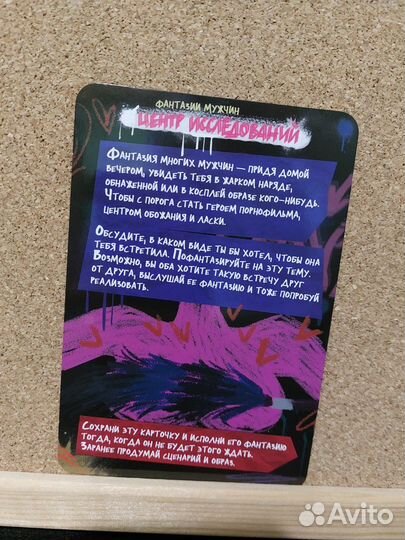 ФАНТАЗИИ МУЖЧИН
ЦЕНТР ИССЛЕДОВАНИЙ
ФАНТАЗИЯ МНОГИХ МУЖЧИН — ПРИДЯ ДОМОЙ
ВЕЧЕРОМ, УВИДЕТЬ ТЕБЯ В ЖАРКОМ НАРЯДЕ,
ОБНАЖЕННОЙ ИЛИ В КОСПЛЕЙ ОБРАЗЕ КОГО-НИБУДЬ.
ЧТОБЫ С ПОРОГА СТАТЬ ГЕРОЕМ ПОРНОФИЛЬМА,
ЦЕНТРОМ ОБОЖАНИЯ И ЛАСКИ.
ОБСУДИТЕ, В КАКОМ ВИДЕ ТЫ БЫ ХОТЕЛ, ЧТОБЫ ОНА
ТЕБЯ ВСТРЕТИЛА. ПОФАНТАЗИРУЙТЕ НА ЭТУ ТЕМУ.
ВОЗМОЖНО, ВЫ ОБА ХОТИТЕ ТАКУЮ ВСТРЕЧУ ДРУГ
ОТ ДРУГА, ВЫСЛУШАЙ ЕЕ ФАНТАЗИЮ И ТОЖЕ ПОПРОБУЙ
РЕАЛИЗОВАТЬ.
СОХРАНИ ЭТУ КАРТОЧКУ И ИСПОЛНИ ЕГО ФАНТАЗИЮ
ТОГДА, КОГДА ОН НЕ БУДЕТ ЭТОГО ЖДАТЬ.
ЗАРАНЕЕ ПРОДУМАЙ СЦЕНАРИЙ И ОБРАЗ.
Avito